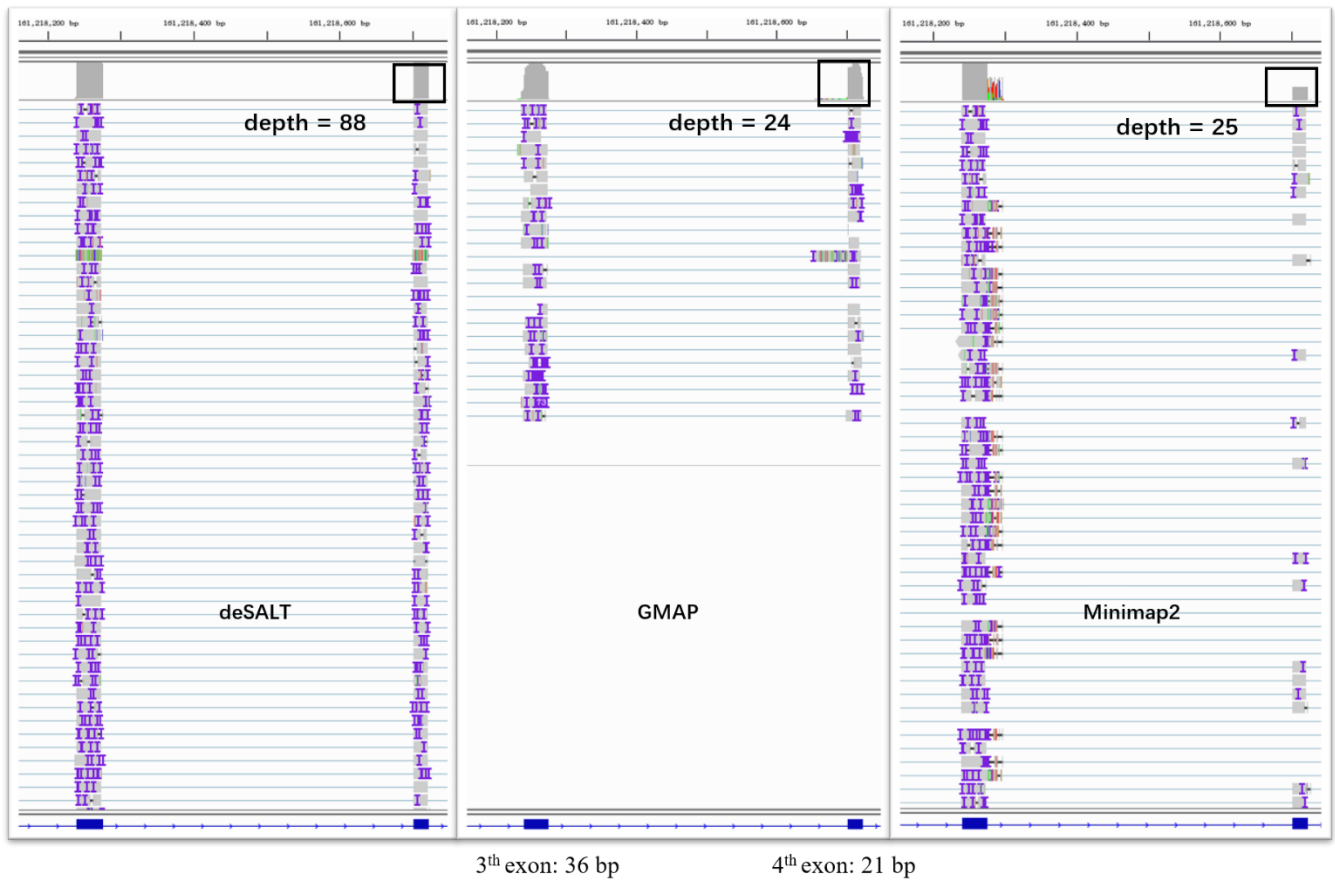 161,218,200 bp 161,218,400 bp 161,218,600 bp
161,218,200 bp 161,218,400 bp 161,218,600 bp
161,218,200 bp 161,218,400 bp 161,218,600 bp
depth = 88
depth = 24
depth = 25
deSALT
GMAP
Minimap2
3th exon: 36 bp
4th exon: 21 bp